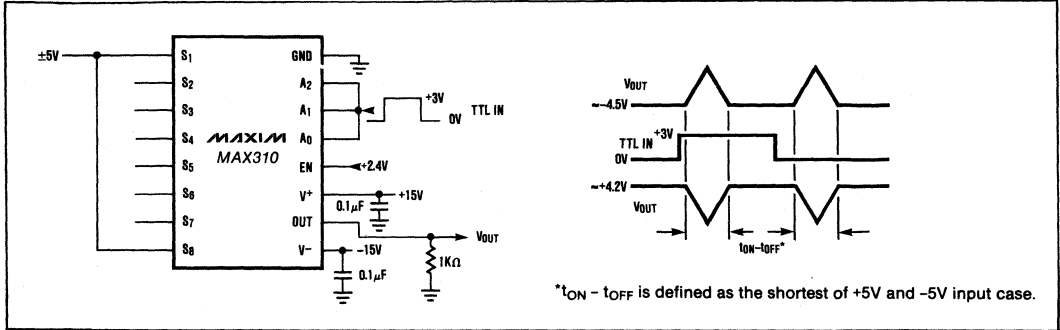 ±5V
S1
S2
S3
S4
S5
S6
S7
S8
MAXIM
MAX310
GND
A2
A1
A0
EN
V+
OUT
V–
+3V
0V
TTL IN
+2.4V
+15V
0.1µF
VOUT
–15V
1KΩ
0.1µF
VOUT
≈–4.5V
TTL IN
+3V
0V
≈+4.2V
VOUT
tON–tOFF*
*tON – tOFF is defined as the shortest of +5V and –5V input case.